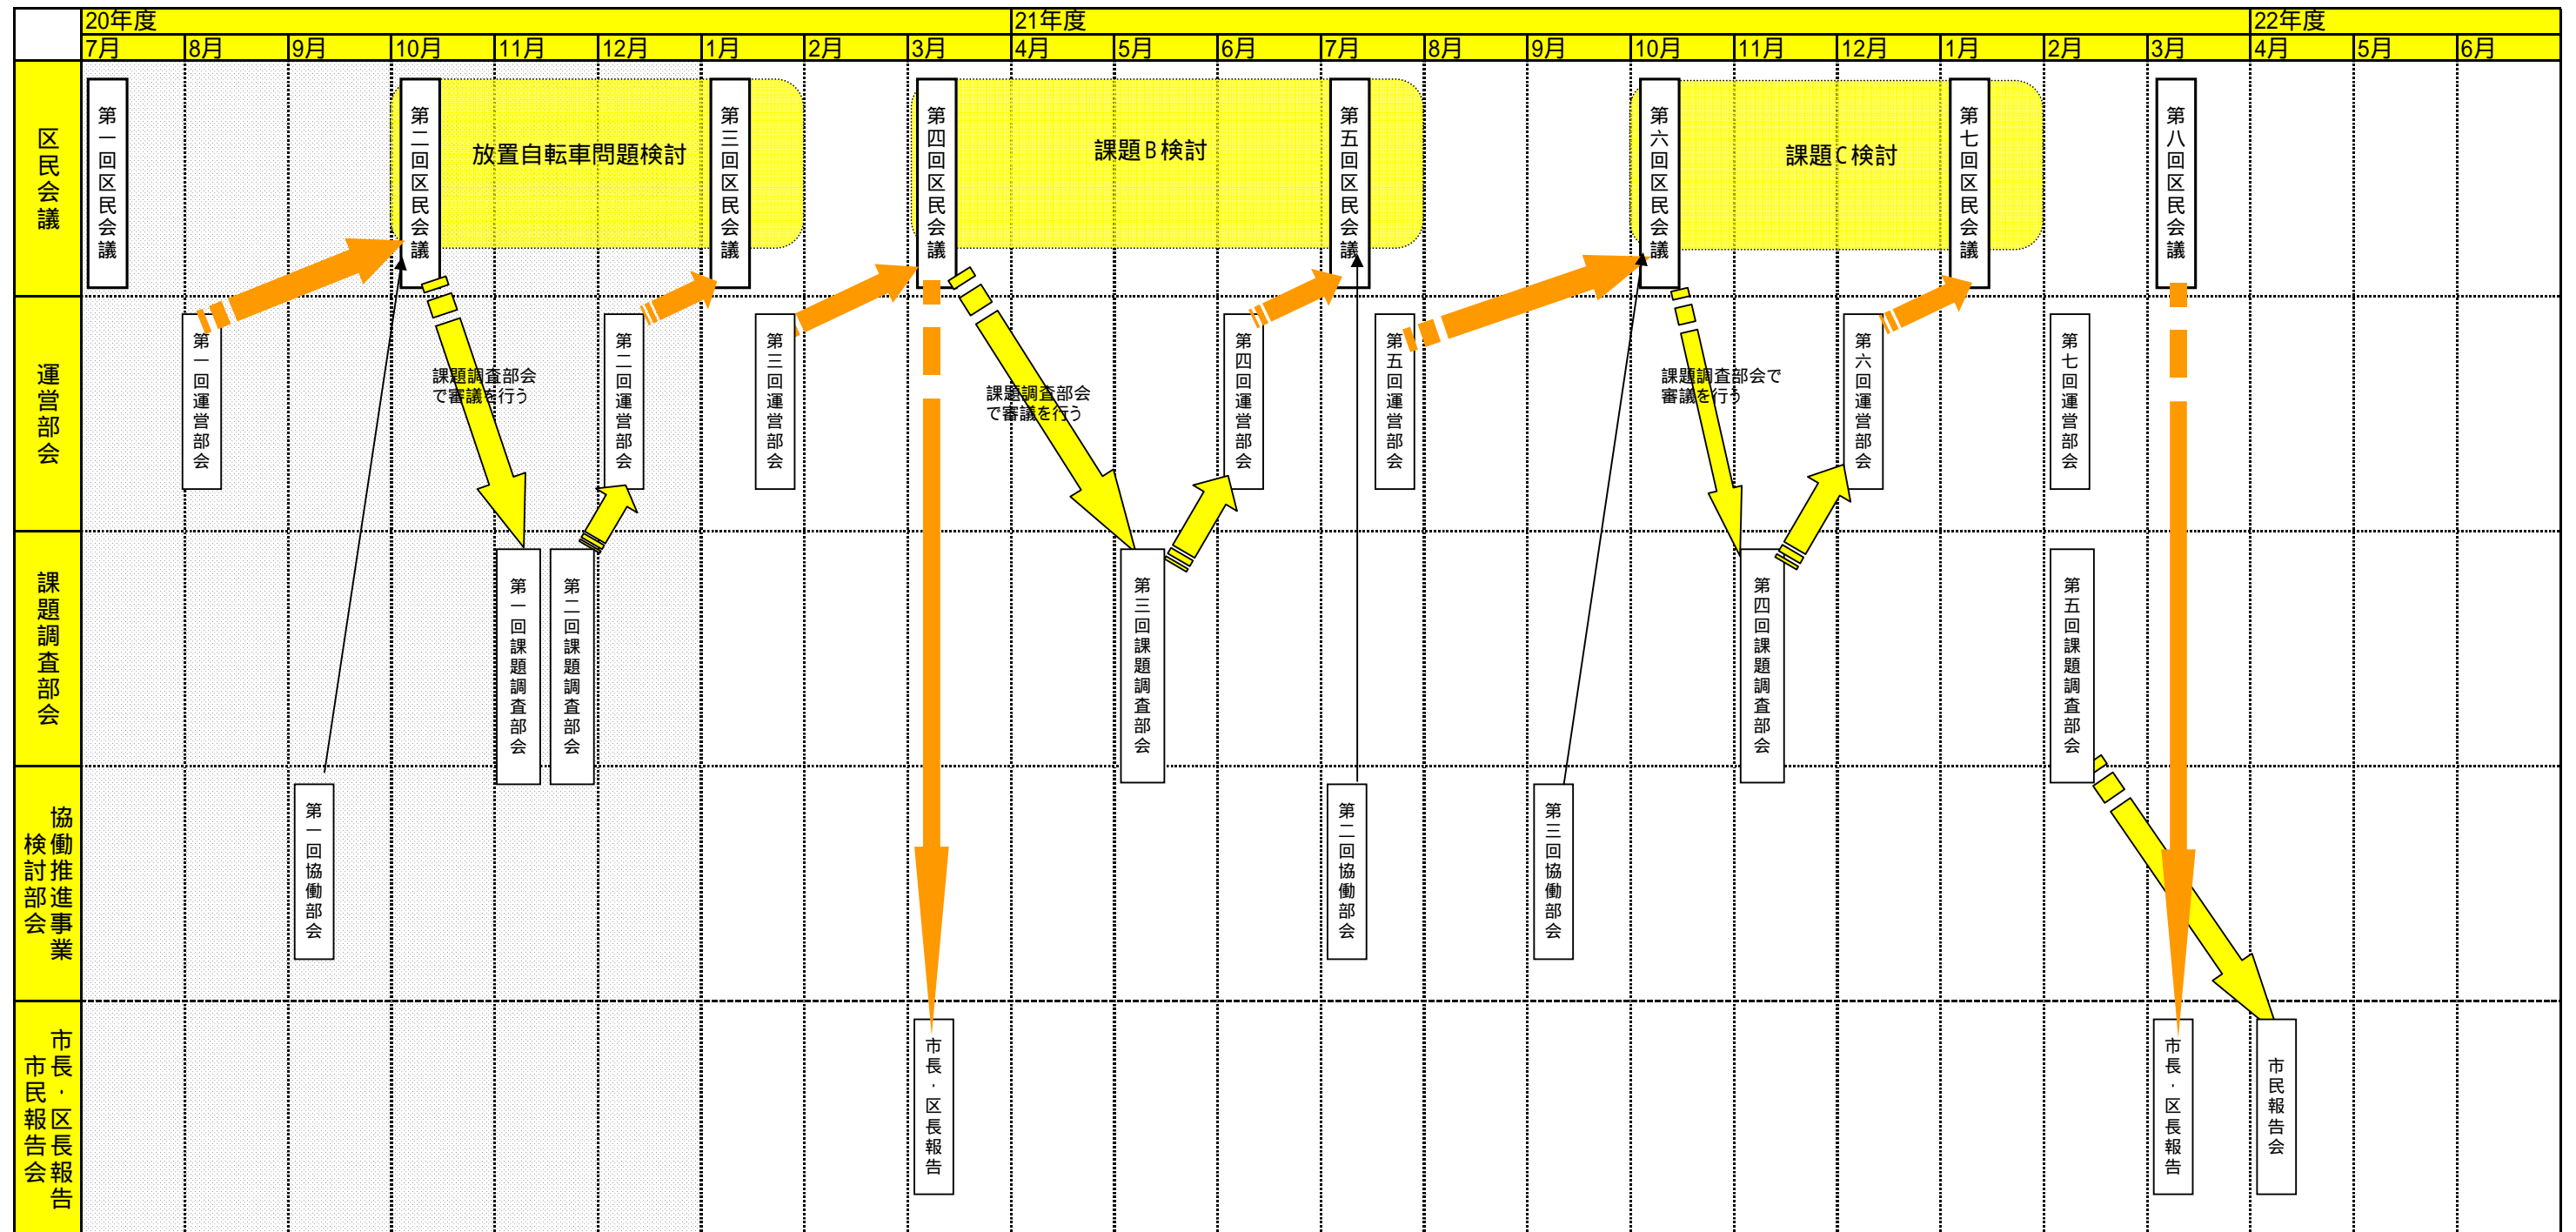 20年度
21年度
22年度
7月
8月
9月
10月
11月
12月
1月
2月
3月
4月
5月
6月
7月
8月
9月
10月
11月
12月
1月
2月
3月
4月
5月
6月
区民会議
第一回区民会議
第二回区民会議
放置自転車問題検討
第三回区民会議
第四回区民会議
課題B検討
第五回区民会議
第六回区民会議
課題C検討
第七回区民会議
第八回区民会議
運営部会
第一回運営部会
課題調査部会
で審議を行う
第二回運営部会
第三回運営部会
課題調査部会
で審議を行う
第四回運営部会
第五回運営部会
課題調査部会で
審議を行う
第六回運営部会
第七回運営部会
課題調査部会
第一回課題調査部会
第二回課題調査部会
第三回課題調査部会
第四回課題調査部会
第五回課題調査部会
協働推進事業
検討部会
第一回協働部会
第二回協働部会
第三回協働部会
市長・区長報告
市民報告会
市長・区長報告
市長・区長報告
市民報告会